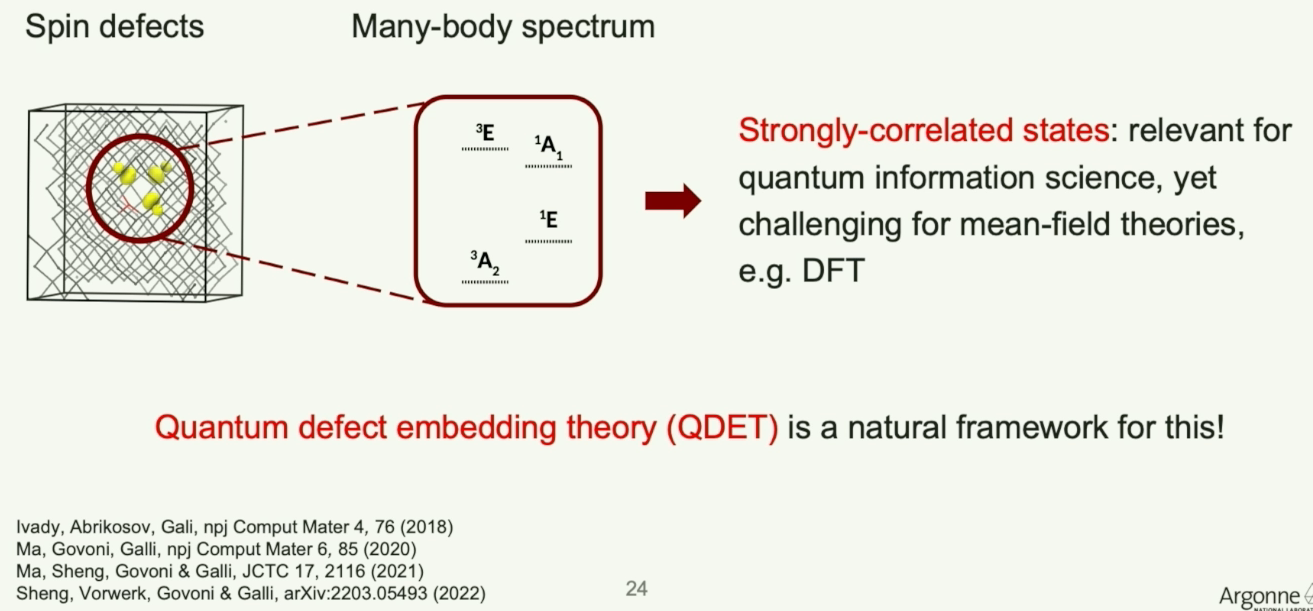 Spin defects
Many-body spectrum
³E
¹A₁
¹E
³A₂
Strongly-correlated states: relevant for
quantum information science, yet
challenging for mean-field theories,
e.g. DFT
Quantum defect embedding theory (QDET) is a natural framework for this!
Ivady, Abrikosov, Gali, npj Comput Mater 4, 76 (2018)
Ma, Govoni, Galli, npj Comput Mater 6, 85 (2020)
Ma, Sheng, Govoni & Galli, JCTC 17, 2116 (2021)
Sheng, Vorwerk, Govoni & Galli, arXiv:2203.05493 (2022)
24
Argonne